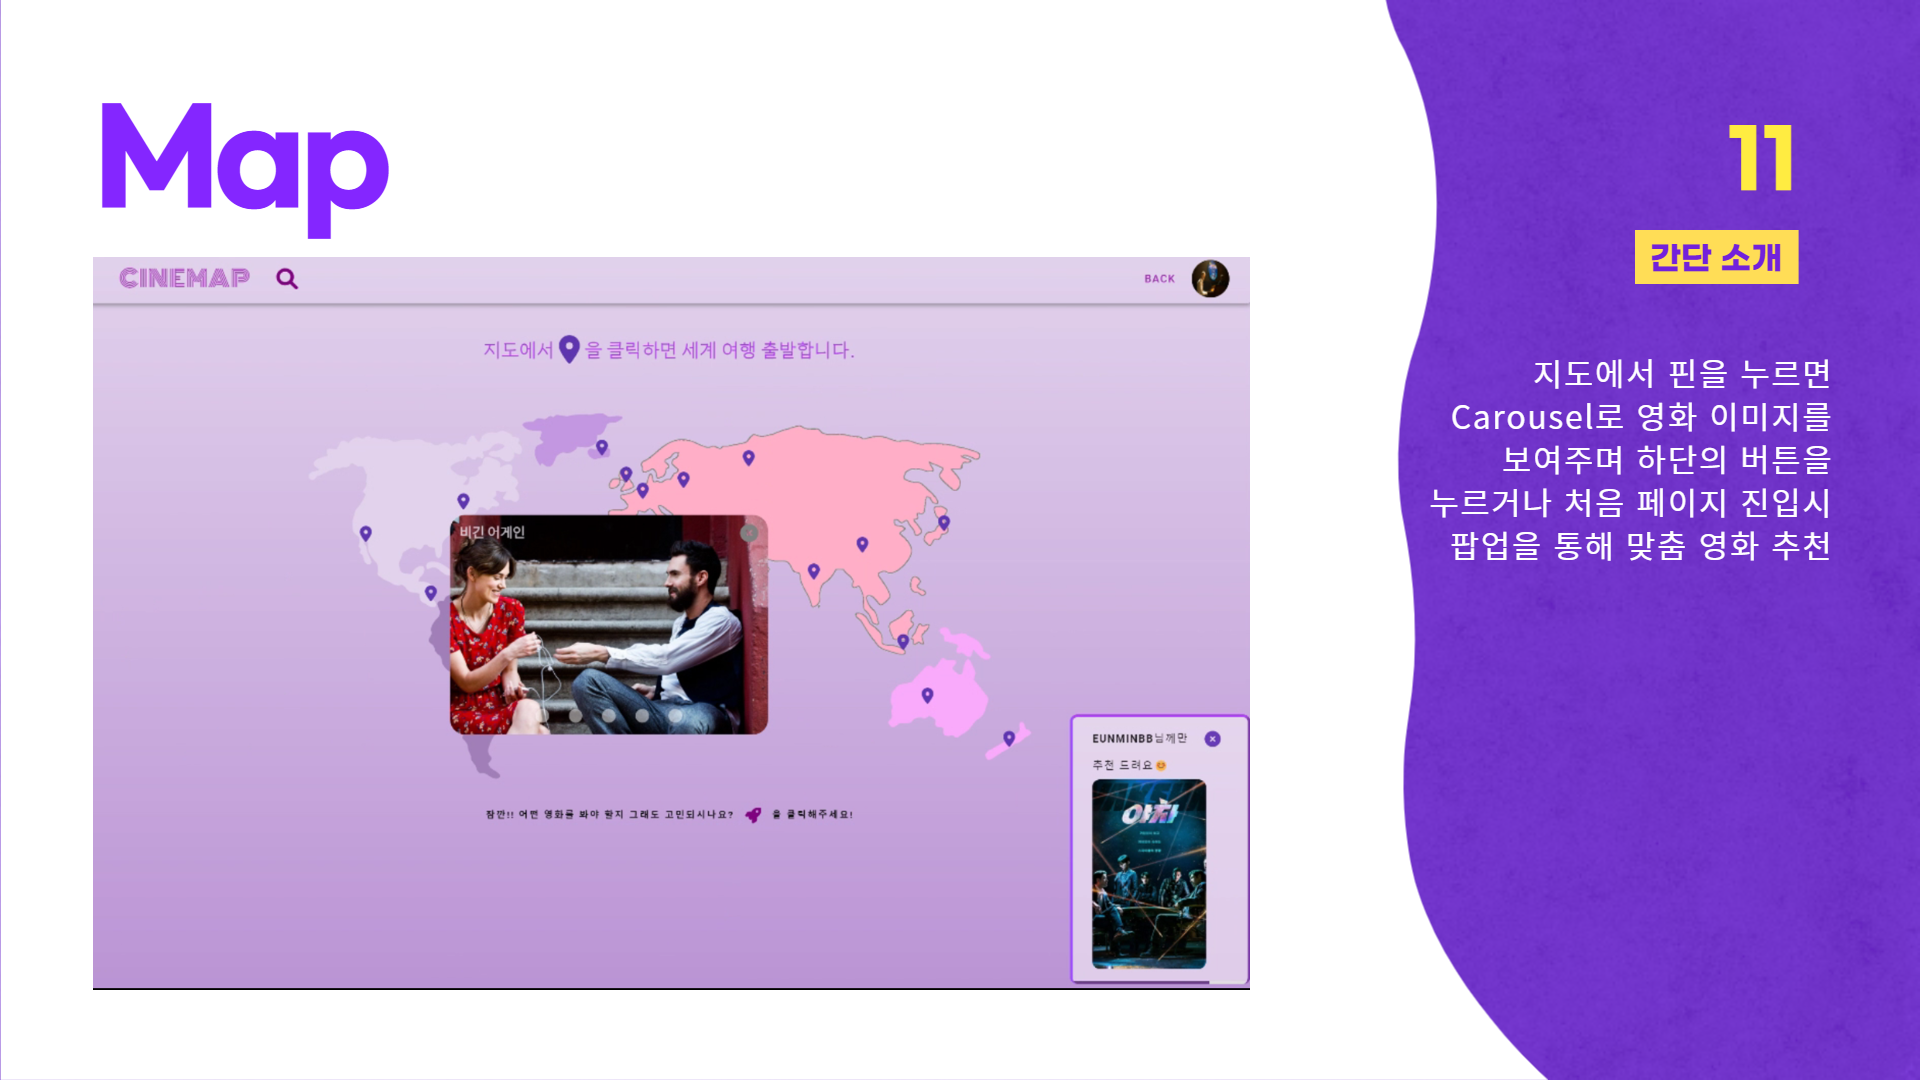 Map
11
간단 소개
지도에서 핀을 누르면
Carousel로 영화 이미지를
보여주며 하단의 버튼을
누르거나 처음 페이지 진입시
팝업을 통해 맞춤 영화 추천
CINEMAP
BACK
지도에서 을 클릭하면 세계 여행 출발합니다.
비긴 어게인
잠깐!! 어떤 영화를 봐야 할지 그래도 고민되시나요? 을 클릭해주세요!
EUNMINBB님께만
추천 드려요😊
야차